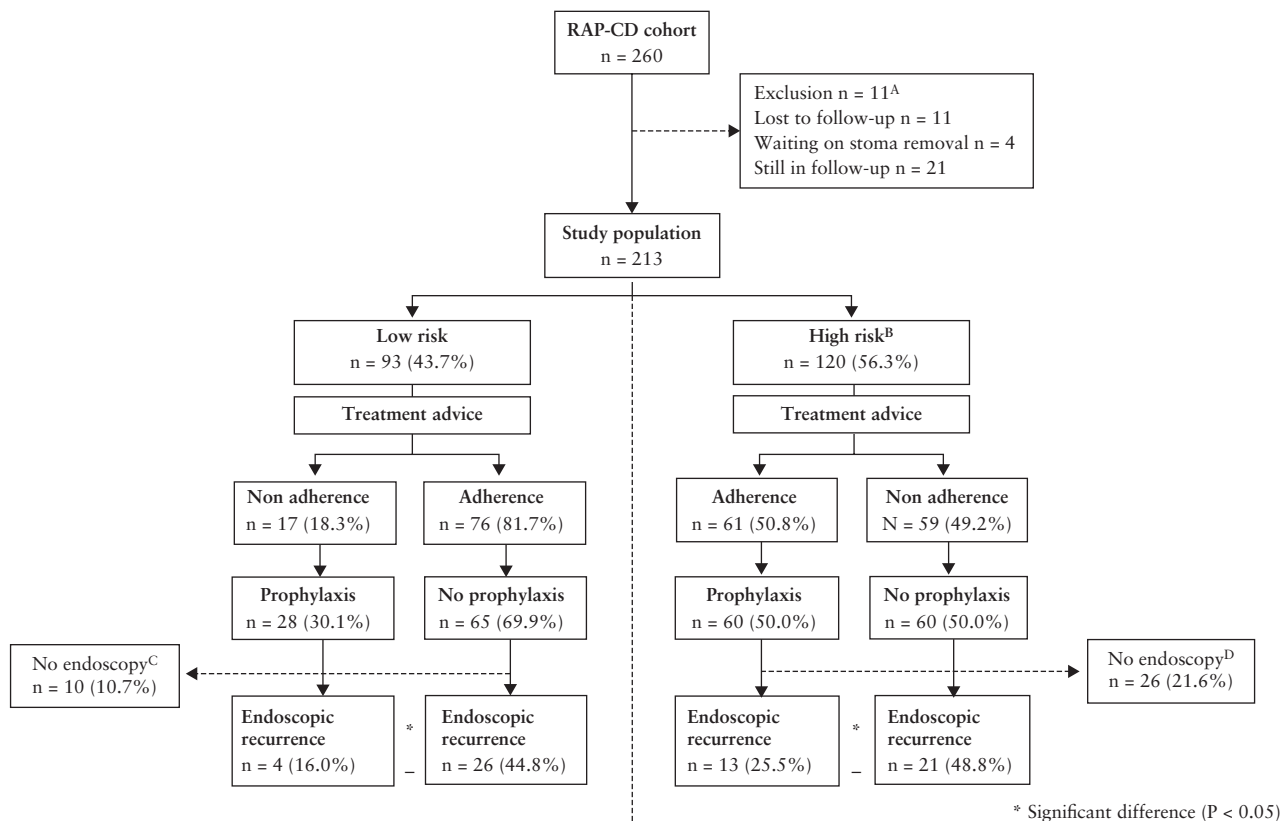 RAP-CD cohort
n = 260
Exclusion n = 11ᴬ
Lost to follow-up n = 11
Waiting on stoma removal n = 4
Still in follow-up n = 21
Study population
n = 213
Low risk
n = 93 (43.7%)
High riskᴮ
n = 120 (56.3%)
Treatment advice
Treatment advice
Non adherence
n = 17 (18.3%)
Adherence
n = 76 (81.7%)
Adherence
n = 61 (50.8%)
Non adherence
N = 59 (49.2%)
Prophylaxis
n = 28 (30.1%)
No prophylaxis
n = 65 (69.9%)
Prophylaxis
n = 60 (50.0%)
No prophylaxis
n = 60 (50.0%)
No endoscopyᶜ
n = 10 (10.7%)
No endoscopyᴰ
n = 26 (21.6%)
Endoscopic
recurrence
n = 4 (16.0%)
*
–
Endoscopic
recurrence
n = 26 (44.8%)
Endoscopic
recurrence
n = 13 (25.5%)
*
–
Endoscopic
recurrence
n = 21 (48.8%)
* Significant difference (P < 0.05)